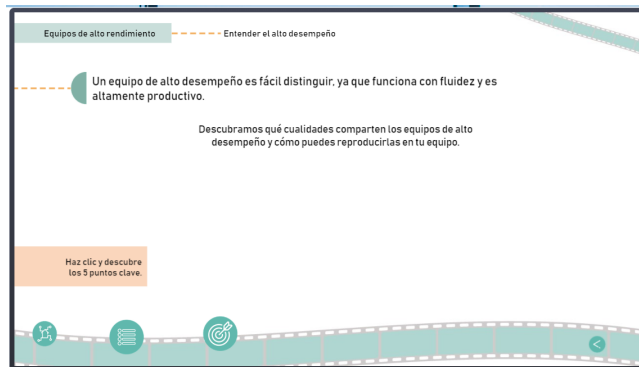 Equipos de alto rendimiento
Entender el alto desempeño
Un equipo de alto desempeño es fácil distinguir, ya que funciona con fluidez y es
altamente productivo.
Descubramos qué cualidades comparten los equipos de alto
desempeño y cómo puedes reproducirlas en tu equipo.
Haz clic y descubre
los 5 puntos clave.